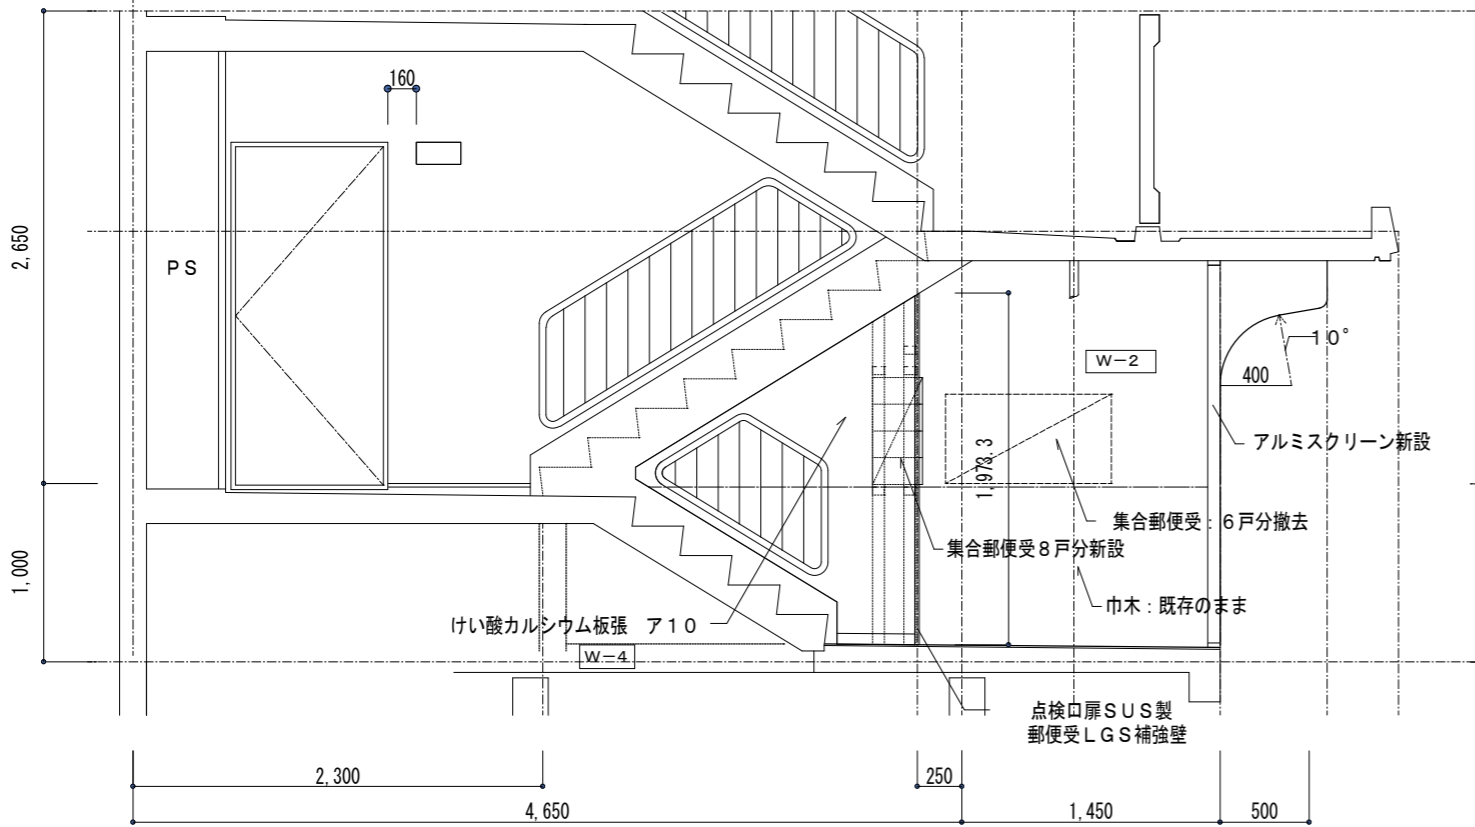 160
2,650
ＰＳ
Ｗ－２
１０°
400
アルミスクリーン新設
1,973.3
集合郵便受：６戸分撤去
集合郵便受８戸分新設
1,000
巾木：既存のまま
けい酸カルシウム板張　ア１０
Ｗ－４
点検口扉ＳＵＳ製
郵便受ＬＧＳ補強壁
2,300
250
4,650
1,450
500